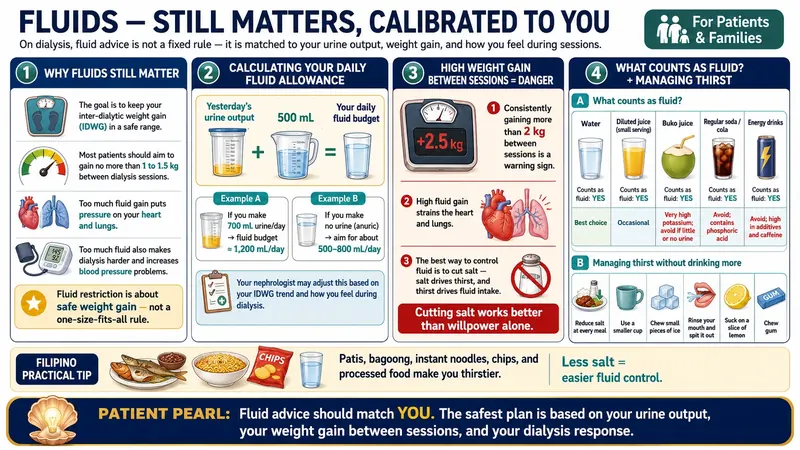 FLUIDS — STILL MATTERS, CALIBRATED TO YOU
On dialysis, fluid advice is not a fixed rule — it is matched to your urine output, weight gain, and how you feel during sessions.
For Patients
& Families
1 WHY FLUIDS STILL MATTER
The goal is to keep your
inter-dialytic weight gain
(IDWG) in a safe range.
Most patients should aim to
gain no more than 1 to 1.5 kg
between dialysis sessions.
Too much fluid gain puts
pressure on your heart
and lungs.
Too much fluid also makes
dialysis harder and increases
blood pressure problems.
Fluid restriction is about
safe weight gain — not a
one-size-fits-all rule.
2 CALCULATING YOUR DAILY
FLUID ALLOWANCE
Yesterday's
urine output
+
500 mL
Your daily
fluid budget
Example A
If you make
700 mL urine/day
→ fluid budget
= 1,200 mL/day
Example B
If you make
no urine (anuric)
→ aim for about
500–800 mL/day
Your nephrologist may adjust this based on
your IDWG trend and how you feel during
dialysis.
3 HIGH WEIGHT GAIN
BETWEEN SESSIONS = DANGER
+2.5 kg
1 Consistently
gaining more
than 2 kg
between
sessions is a
warning sign.
2 High fluid gain
strains the heart
and lungs.
3 The best way to control
fluid is to cut salt —
salt drives thirst, and
thirst drives fluid intake.
SALT
Cutting salt works better
than willpower alone.
4 WHAT COUNTS AS FLUID?
+ MANAGING THIRST
A What counts as fluid?
Water
Counts as
fluid: YES
Best choice
Diluted juice
(small serving)
Counts as
fluid: YES
Occasional
Buko juice
Counts as
fluid: YES
Very high
potassium;
avoid if little
or no urine
Regular soda /
cola
Counts as
fluid: YES
Avoid;
contains
phosphoric
acid
Energy drinks
Counts as
fluid: YES
Avoid; high
in additives
and caffeine
B Managing thirst without drinking more
Reduce salt
at every meal
Use a
smaller cup
Chew small
pieces of ice
Rinse your
mouth and
spit it out
Suck on a
slice of
lemon
GUM
Chew
gum
FILIPINO
PRACTICAL TIP
CHIPS
Patis, bagoong, instant noodles, chips, and
processed food make you thirstier.
Less salt =
easier fluid control.
PATIENT PEARL: Fluid advice should match YOU. The safest plan is based on your urine output,
your weight gain between sessions, and your dialysis response.